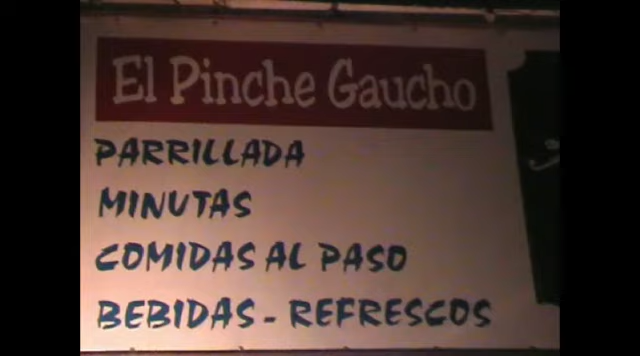 El Pinche Gaucho
PARRILLADA
MINUTAS
COMIDAS AL PASO
BEBIDAS - REFRESCOS